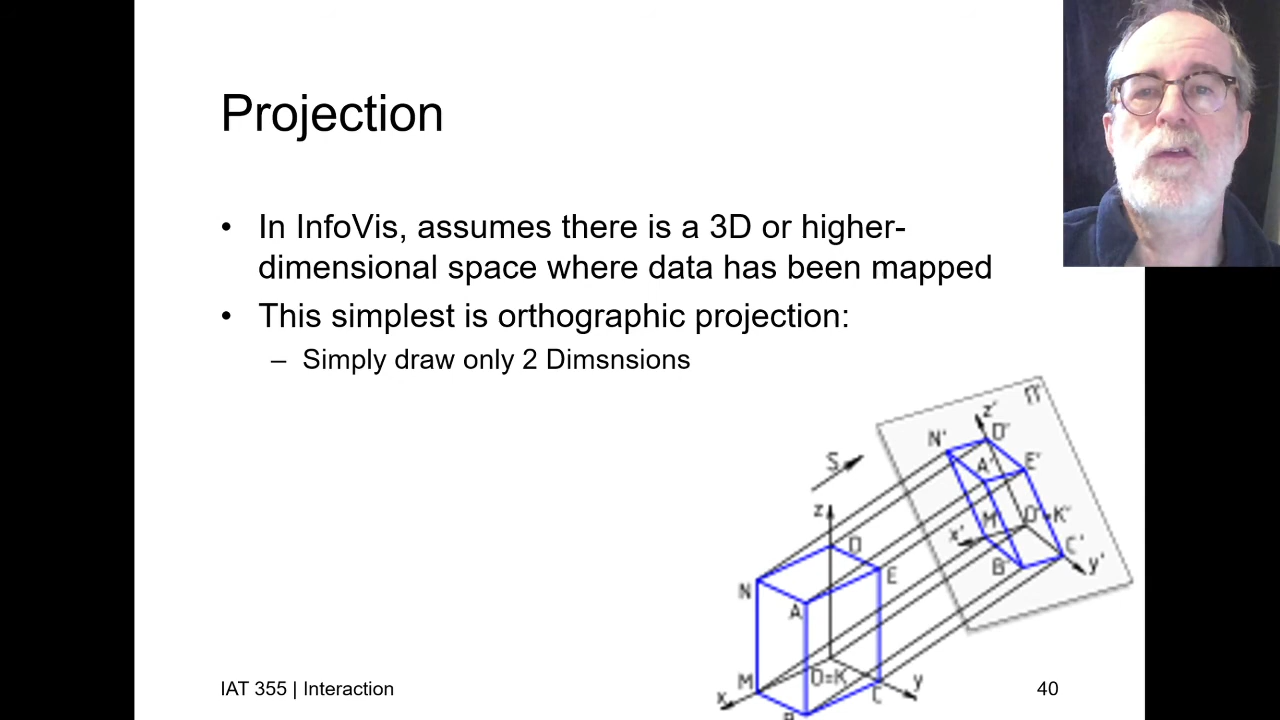 Projection
• In InfoVis, assumes there is a 3D or higher-
dimensional space where data has been mapped
• This simplest is orthographic projection:
– Simply draw only 2 Dimsnsions
Π'
z'
N'
D'
A'
E'
S
M'
O'=K'
x'
C'
B'
y'
z
D
E
N
A
M
O=K
y
C
x
B
IAT 355 | Interaction
40